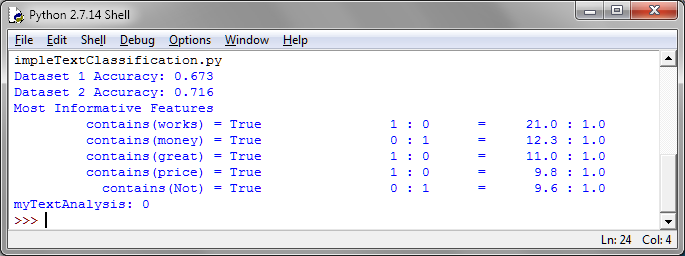 Python 2.7.14 Shell
File Edit Shell Debug Options Window Help
impleTextClassification.py
Dataset 1 Accuracy: 0.673
Dataset 2 Accuracy: 0.716
Most Informative Features
contains(works) = True 1 : 0 = 21.0 : 1.0
contains(money) = True 0 : 1 = 12.3 : 1.0
contains(great) = True 1 : 0 = 11.0 : 1.0
contains(price) = True 1 : 0 = 9.8 : 1.0
contains(Not) = True 0 : 1 = 9.6 : 1.0
myTextAnalysis: 0
>>>
Ln: 24 Col: 4